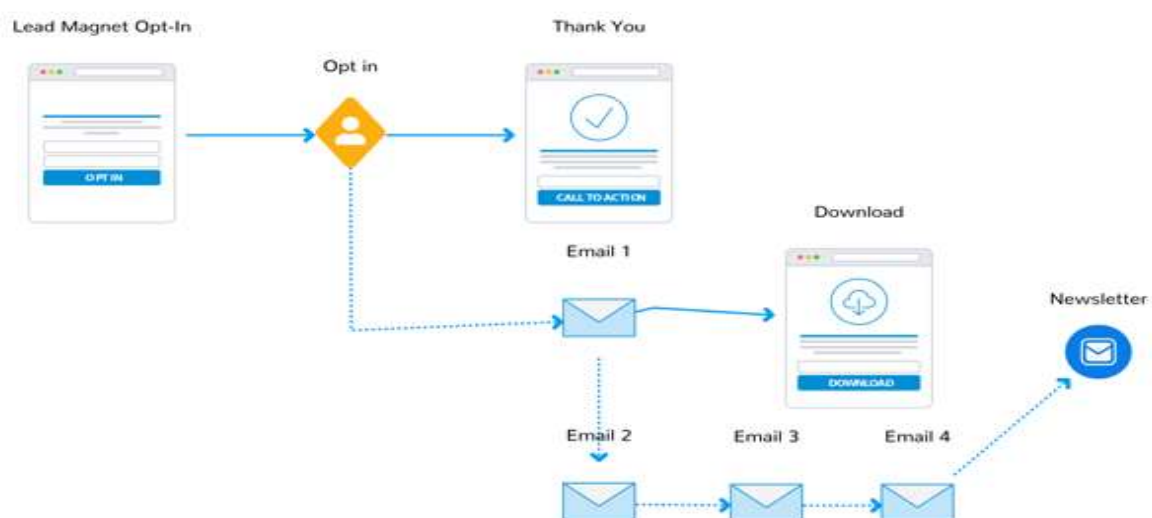 Lead Magnet Opt-In
Thank You
Opt in
OPT IN
CALL TO ACTION
Download
Email 1
Newsletter
DOWNLOAD
Email 2
Email 3
Email 4